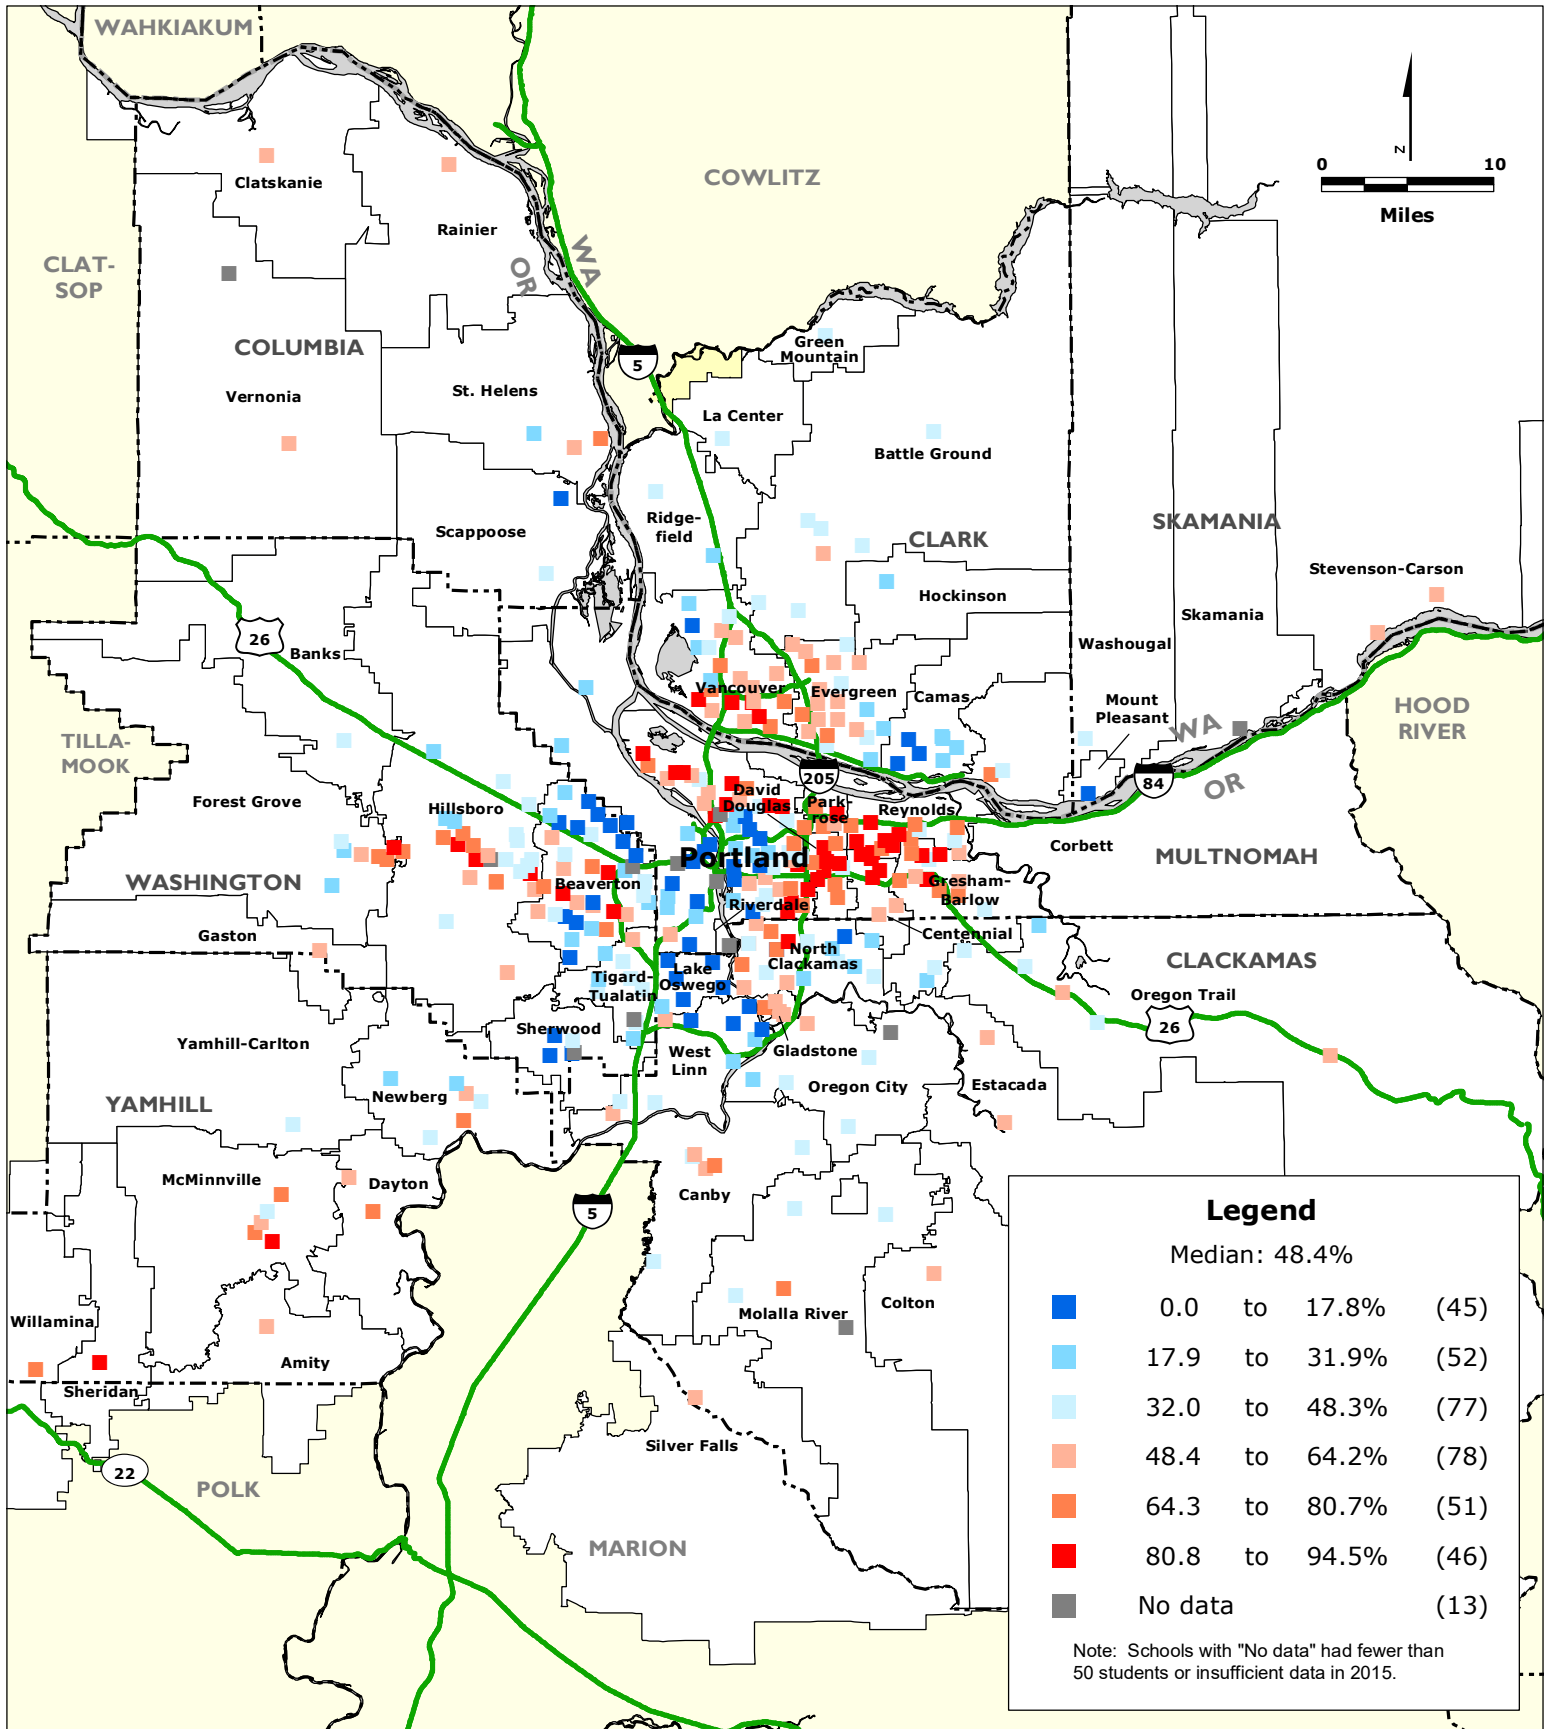 WAHKIAKUM
COWLITZ
N
0 10
Miles
Clatskanie
Rainier
WA
OR
CLAT-
SOP
COLUMBIA
5
Green
Mountain
St. Helens
Vernonia
La Center
Battle Ground
Ridge-
field
Scappoose
SKAMANIA
CLARK
Stevenson-Carson
Hockinson
Skamania
26
Banks
Washougal
Vancouver
Evergreen
Camas
Mount
Pleasant
HOOD
RIVER
WA
OR
TILLA-
MOOK
205
84
Forest Grove
Hillsboro
David
Douglas
Park-
rose
Reynolds
Corbett
Portland
MULTNOMAH
WASHINGTON
Beaverton
Gresham-
Barlow
Riverdale
Gaston
Centennial
North
Clackamas
CLACKAMAS
Tigard-
Tualatin
Lake
Oswego
Oregon Trail
26
Sherwood
Yamhill-Carlton
West
Linn
Gladstone
Oregon City
Estacada
Newberg
YAMHILL
McMinnville
Dayton
Canby
5
Willamina
Molalla River
Colton
Amity
Sheridan
Silver Falls
22
POLK
MARION
Legend
Median: 48.4%
0.0 to 17.8% (45)
17.9 to 31.9% (52)
32.0 to 48.3% (77)
48.4 to 64.2% (78)
64.3 to 80.7% (51)
80.8 to 94.5% (46)
No data (13)
Note: Schools with "No data" had fewer than
50 students or insufficient data in 2015.